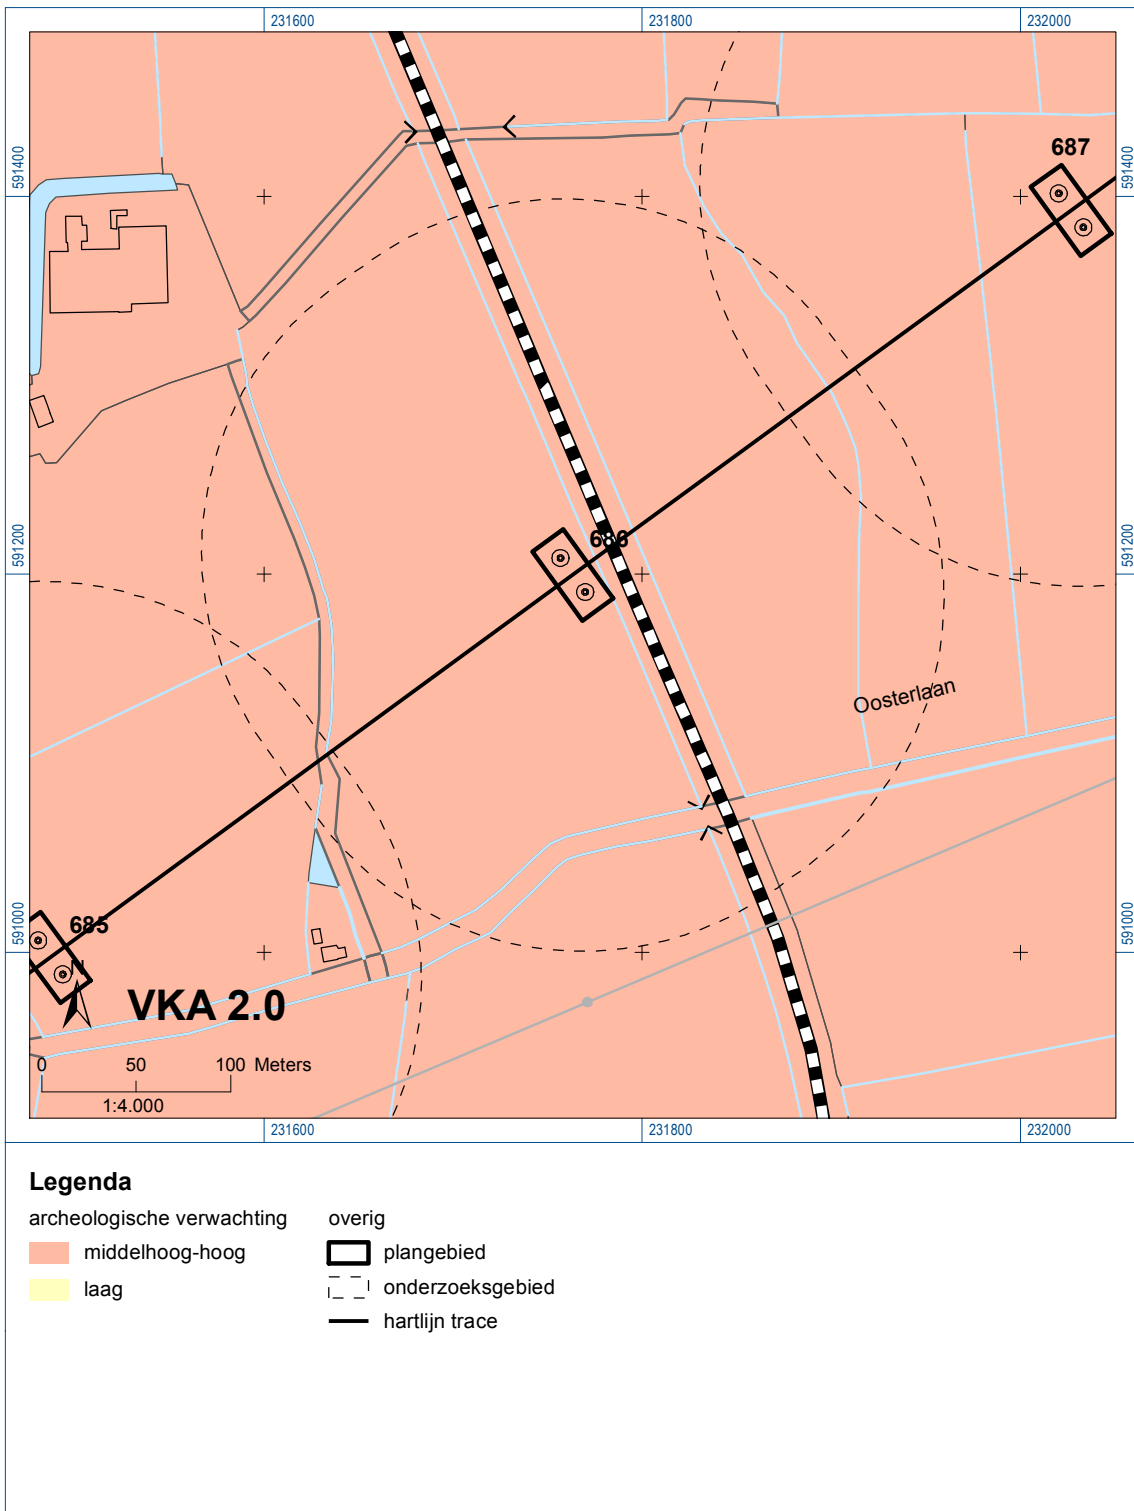 231600
231800
232000
591400
591400
687
686
591200
591200
Oosterlaan
685
591000
591000
N
VKA 2.0
0 50 100 Meters
1:4.000
231600
231800
232000
Legenda
archeologische verwachting
middelhoog-hoog
laag
overig
plangebied
onderzoeksgebied
hartlijn trace